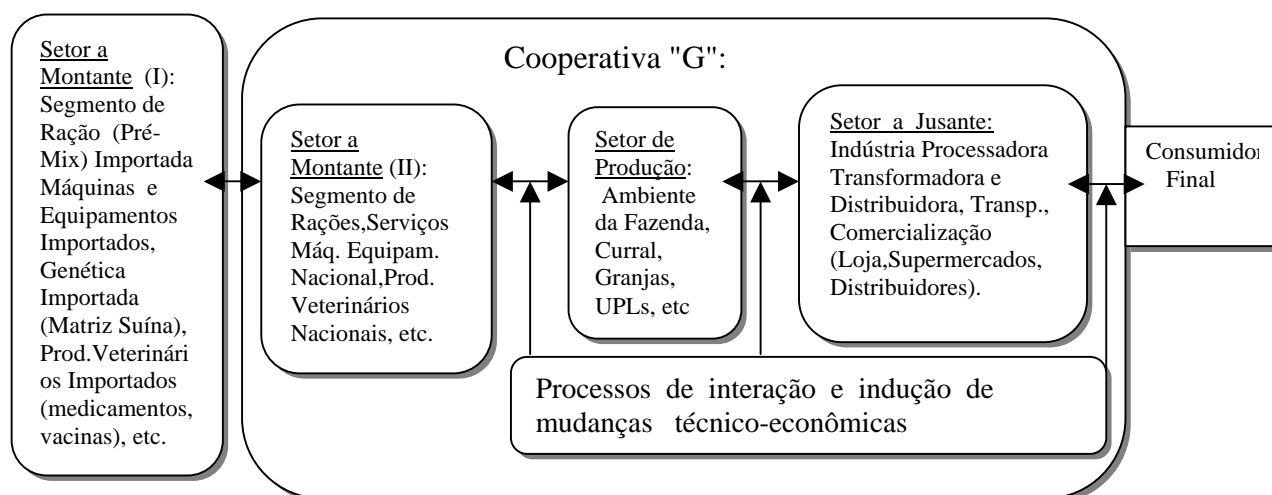 Setor a
Montante (I):
Segmento de
Ração (Pré-
Mix) Importada
Máquinas e
Equipamentos
Importados,
Genética
Importada
(Matriz Suína),
Prod.Veterinári
os Importados
(medicamentos,
vacinas), etc.
Cooperativa "G":
Setor a
Montante (II):
Segmento de
Rações,Serviços
Máq. Equipam.
Nacional,Prod.
Veterinários
Nacionais, etc.
Setor de
Produção:
Ambiente
da Fazenda,
Curral,
Granjas,
UPLs, etc
Setor a Jusante:
Indústria Processadora
Transformadora e
Distribuidora, Transp.,
Comercialização
(Loja,Supermercados,
Distribuidores).
Consumidor
Final
Processos de interação e indução de
mudanças técnico-econômicas